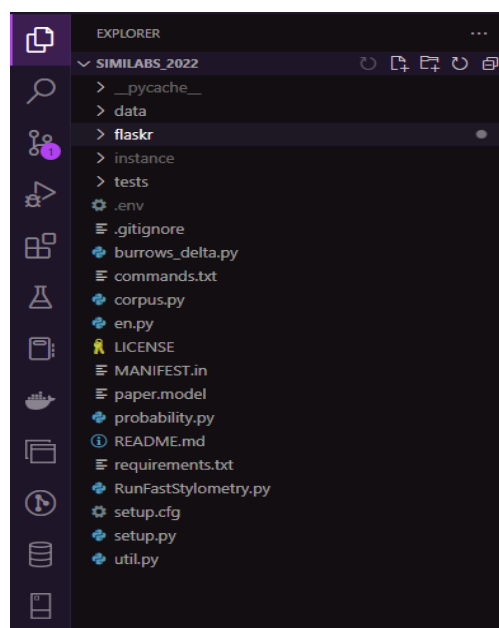 EXPLORER
SIMILABS_2022
__pycache__
data
flaskr
instance
tests
.env
.gitignore
burrows_delta.py
commands.txt
corpus.py
en.py
LICENSE
MANIFEST.in
paper.model
probability.py
README.md
requirements.txt
RunFastStylometry.py
setup.cfg
setup.py
util.py
1